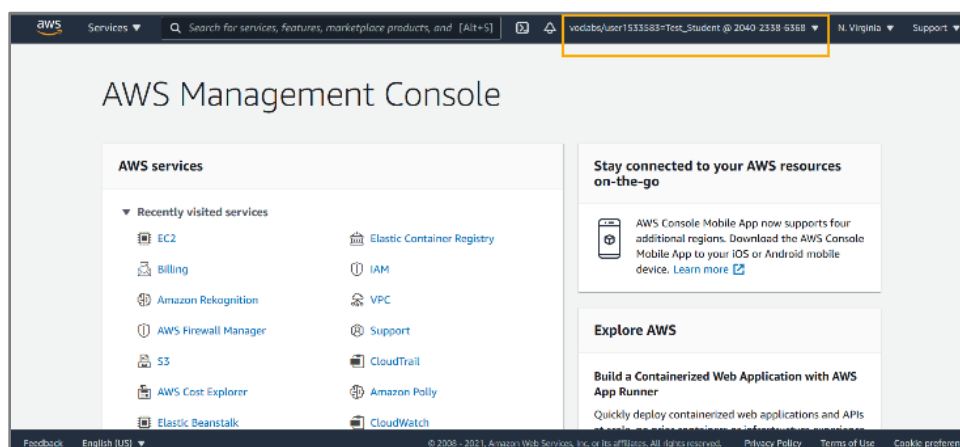 aws
Services ▼
Search for services, features, marketplace products, and [Alt+S]
voclabs/user1533583=Test_Student @ 2040-2338-6368 ▼
N. Virginia ▼
Support ▼
AWS Management Console
AWS services
▼ Recently visited services
EC2
Billing
Amazon Rekognition
AWS Firewall Manager
S3
AWS Cost Explorer
Elastic Beanstalk
Elastic Container Registry
IAM
VPC
Support
CloudTrail
Amazon Polly
CloudWatch
Stay connected to your AWS resources
on-the-go
AWS Console Mobile App now supports four
additional regions. Download the AWS Console
Mobile App to your iOS or Android mobile
device. Learn more
Explore AWS
Build a Containerized Web Application with AWS
App Runner
Quickly deploy containerized web applications and APIs
Feedback
English (US) ▼
© 2008 - 2021, Amazon Web Services, Inc. or its affiliates. All rights reserved.
Privacy Policy
Terms of Use
Cookie preferen